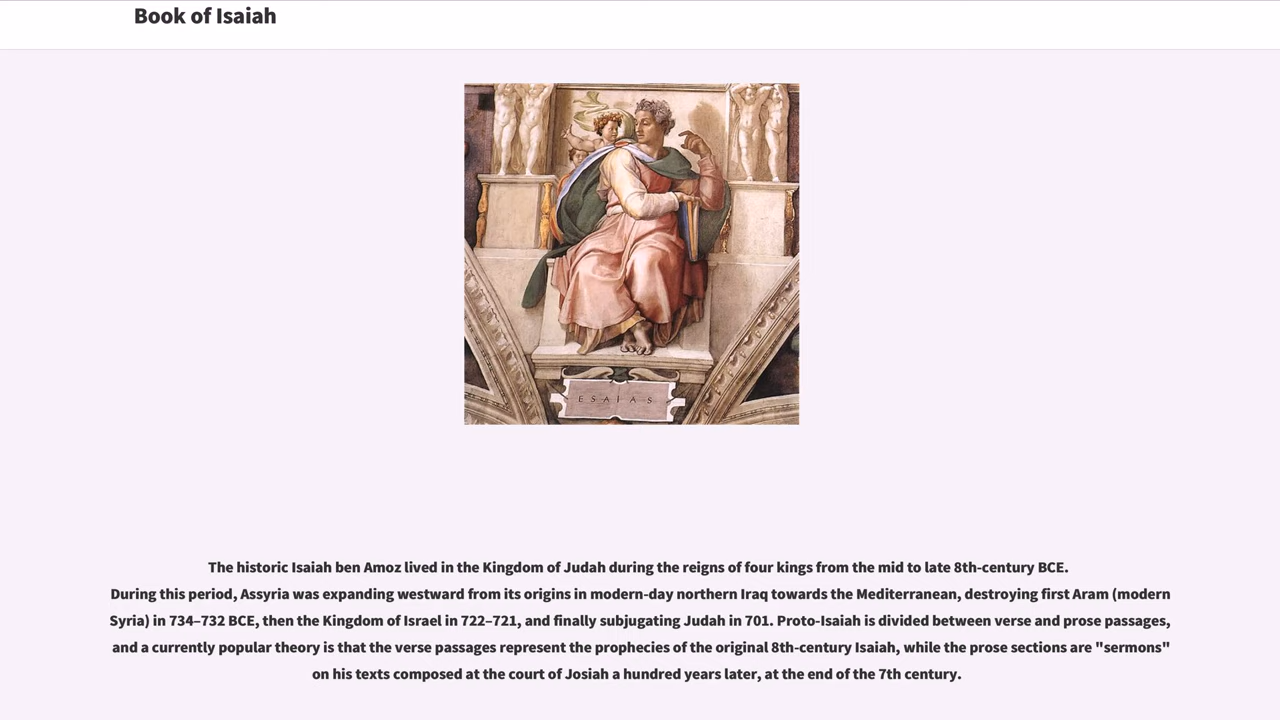 Book of Isaiah
ESAIAS
The historic Isaiah ben Amoz lived in the Kingdom of Judah during the reigns of four kings from the mid to late 8th-century BCE.
During this period, Assyria was expanding westward from its origins in modern-day northern Iraq towards the Mediterranean, destroying first Aram (modern
Syria) in 734–732 BCE, then the Kingdom of Israel in 722–721, and finally subjugating Judah in 701. Proto-Isaiah is divided between verse and prose passages,
and a currently popular theory is that the verse passages represent the prophecies of the original 8th-century Isaiah, while the prose sections are "sermons"
on his texts composed at the court of Josiah a hundred years later, at the end of the 7th century.